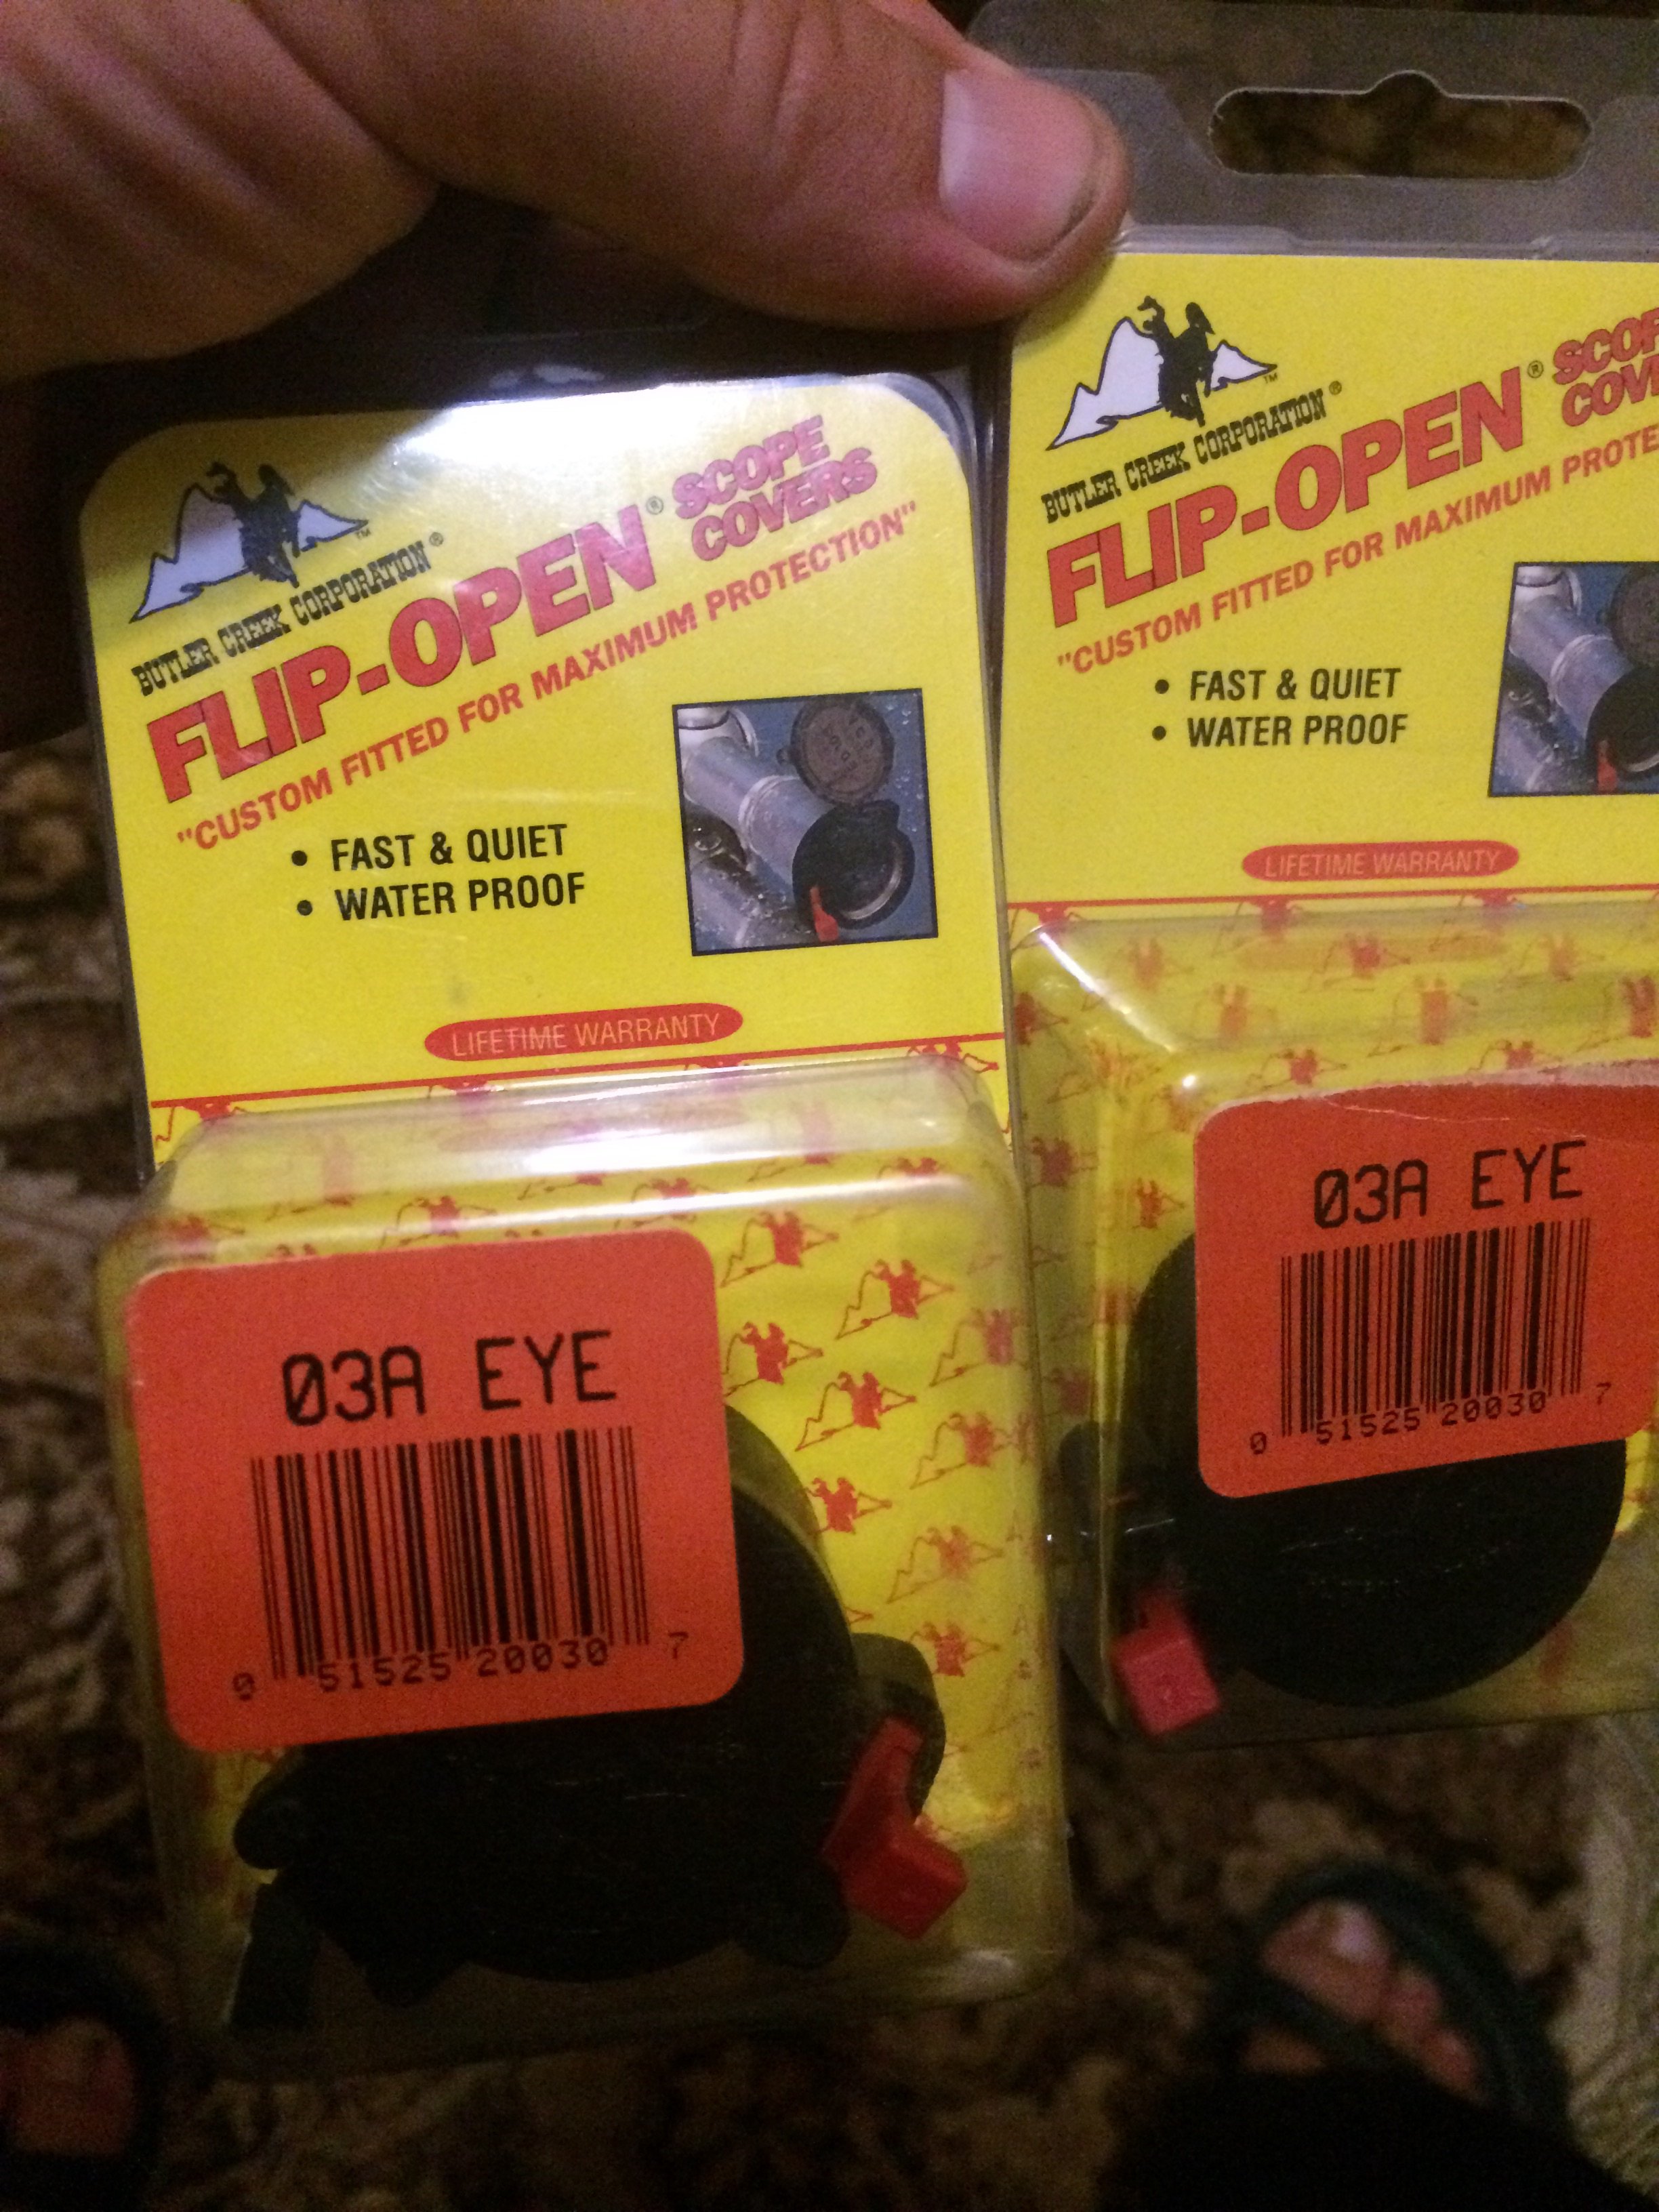 BUTLER CREEK CORPORATION®
FLIP-OPEN® SCOPE COVERS
"CUSTOM FITTED FOR MAXIMUM PROTECTION"
• FAST & QUIET
• WATER PROOF
LIFETIME WARRANTY
03A EYE
0 51525 20030 7
BUTLER CREEK CORPORATION®
FLIP-OPEN®
"CUSTOM FITTED FOR MAXIMUM
• FAST & QUIET
• WATER PROOF
LIFETIME WARRANTY
03A EYE
0 51525 20030 7